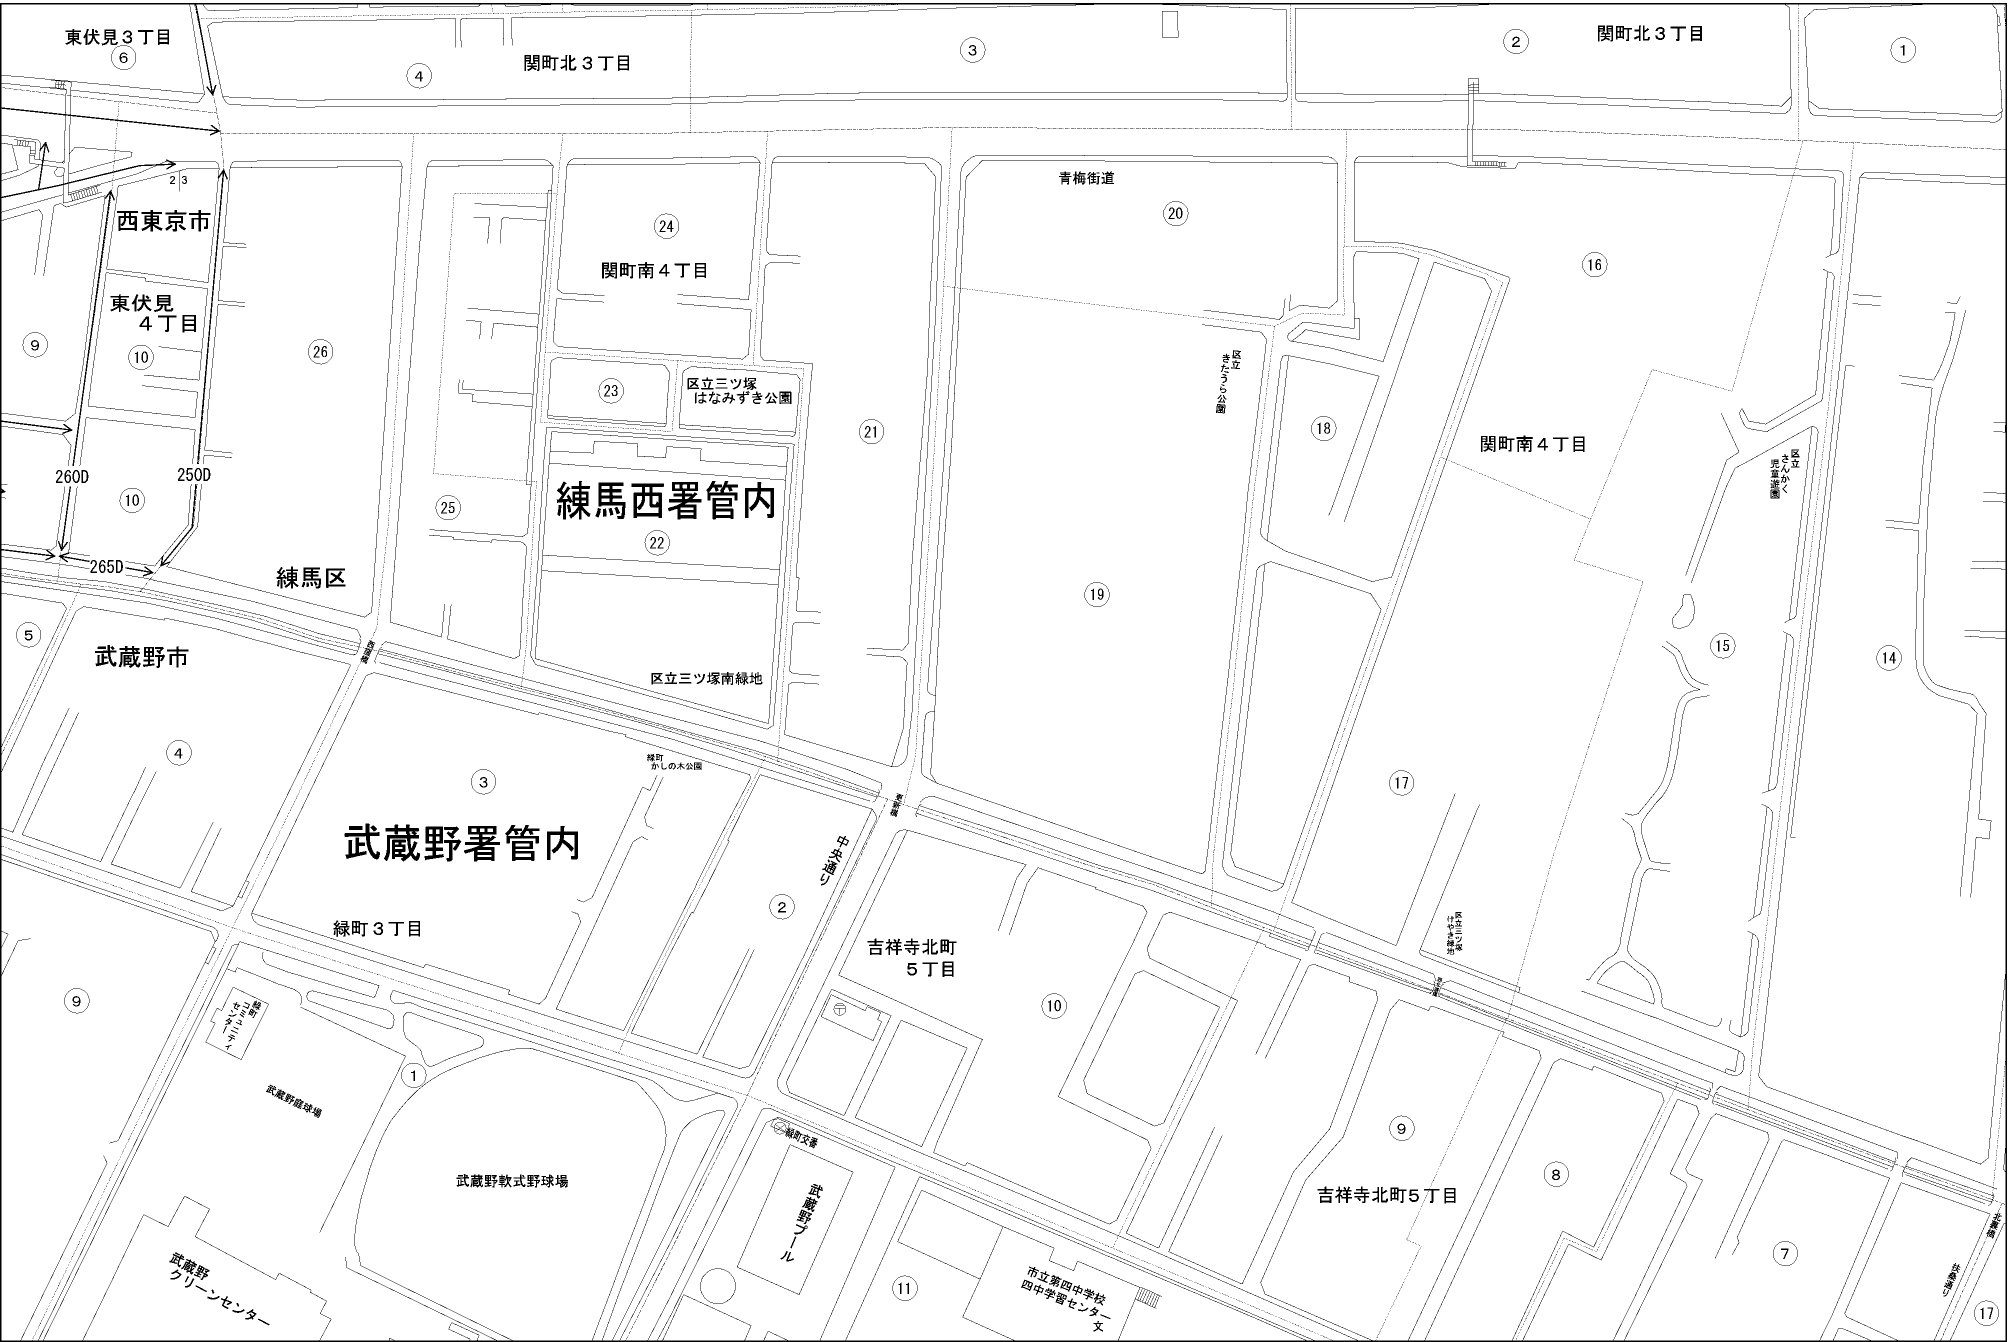 東伏見３丁目
6
4
関町北３丁目
3
2
関町北３丁目
1
2
3
西東京市
東伏見
４丁目
9
10
10
260D
250D
265D
26
練馬区
24
関町南４丁目
23
区立三ツ塚
はなみずき公園
25
練馬西署管内
22
区立三ツ塚南緑地
21
青梅街道
20
区立
きたうら公園
19
18
16
関町南４丁目
区立
さんかく
児童遊園
15
14
17
区立三ツ塚
けやき緑地
5
武蔵野市
4
3
緑町
かしの木公園
武蔵野署管内
緑町３丁目
2
中央通り
吉祥寺北町
５丁目
10
9
緑町
コミュニティ
センター
1
武蔵野庭球場
武蔵野軟式野球場
武蔵野
クリーンセンター
緑町交番
武蔵野プール
11
市立第四中学校
四中学習センター
文
9
吉祥寺北町５丁目
8
7
北裏橋
扶桑通り
17